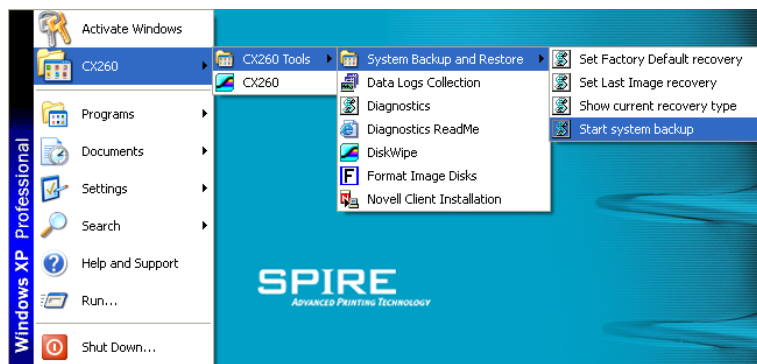 Activate Windows
CX260
Programs
Documents
Settings
Search
Help and Support
Run...
Shut Down...
Windows XP Professional
CX260 Tools
CX260
System Backup and Restore
Data Logs Collection
Diagnostics
Diagnostics ReadMe
DiskWipe
F Format Image Disks
Novell Client Installation
Set Factory Default recovery
Set Last Image recovery
Show current recovery type
Start system backup
SPIRE
ADVANCED PRINTING TECHNOLOGY